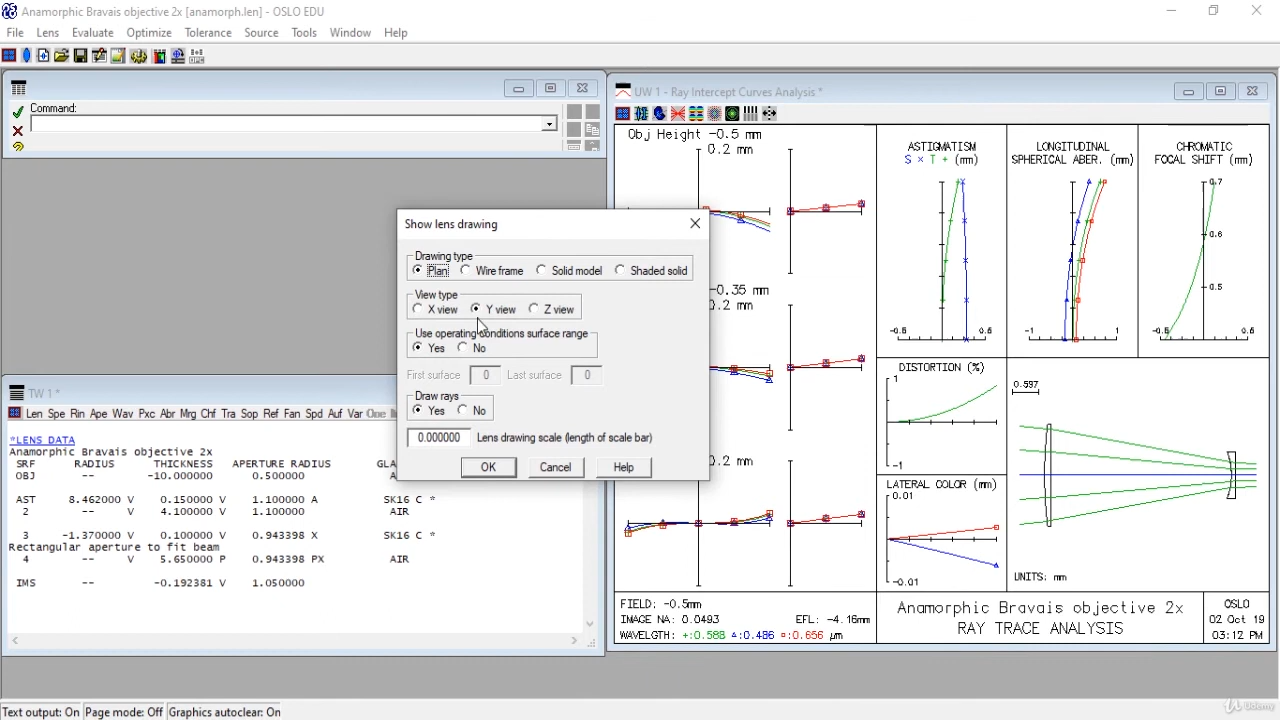 Anamorphic Bravais objective 2x [anamorph.len] - OSLO EDU
File Lens Evaluate Optimize Tolerance Source Tools Window Help
Command:
UW 1 - Ray Intercept Curves Analysis *
Obj Height -0.5 mm
0.2 mm
-0.35 mm
0.2 mm
0.2 mm
ASTIGMATISM
S × T + (mm)
-0.6 0.6
LONGITUDINAL
SPHERICAL ABER. (mm)
-1 1
CHROMATIC
FOCAL SHIFT (mm)
0.7
0.6
0.5
-0.6 0.6
DISTORTION (%)
1
-1
LATERAL COLOR (mm)
0.01
-0.01
0.597
UNITS: mm
FIELD: -0.5mm
IMAGE NA: 0.0493 EFL: -4.16mm
WAVELGTH: +:0.588 △:0.486 □:0.656 µm
Anamorphic Bravais objective 2x
RAY TRACE ANALYSIS
OSLO
02 Oct 19
03:12 PM
Show lens drawing
Drawing type
Plan Wire frame Solid model Shaded solid
View type
X view Y view Z view
Use operating conditions surface range
Yes No
First surface 0 Last surface 0
Draw rays
Yes No
0.000000 Lens drawing scale (length of scale bar)
OK Cancel Help
TW 1 *
Len Spe Rin Ape Wav Pxc Abr Mrg Chf Tra Sop Ref Fan Spd Auf Var One
*LENS DATA
Anamorphic Bravais objective 2x
SRF RADIUS THICKNESS APERTURE RADIUS
OBJ -- -10.000000 0.500000
AST 8.462000 V 0.150000 V 1.100000 A SK16 C *
2 -- V 4.100000 V 1.100000 AIR
3 -1.370000 V 0.100000 V 0.943398 X SK16 C *
Rectangular aperture to fit beam
4 -- V 5.650000 P 0.943398 PX AIR
IMS -- -0.192381 V 1.050000
Text output: On Page mode: Off Graphics autoclear: On
Udemy